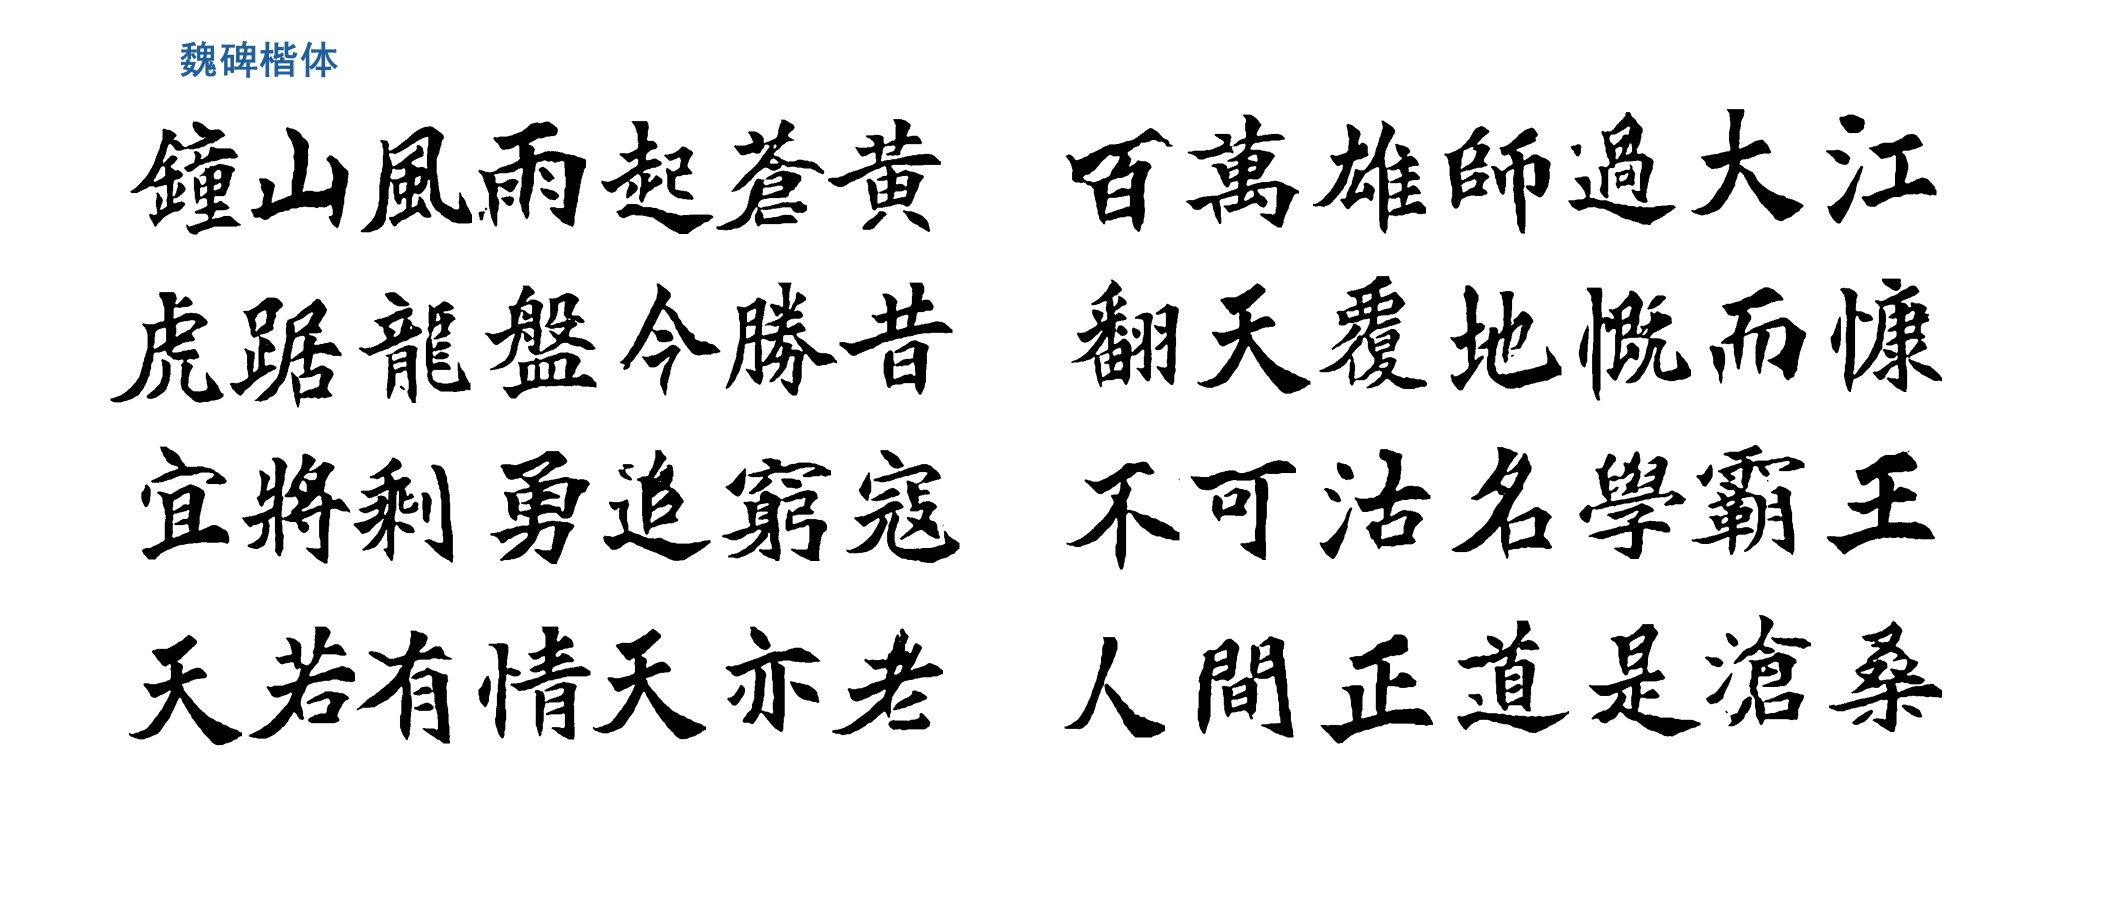 魏碑楷体
鐘山風雨起蒼黄 百萬雄師過大江
虎踞龍盤今勝昔 翻天覆地慨而慷
宜將剩勇追窮寇 不可沽名學霸王
天若有情天亦老 人間正道是滄桑